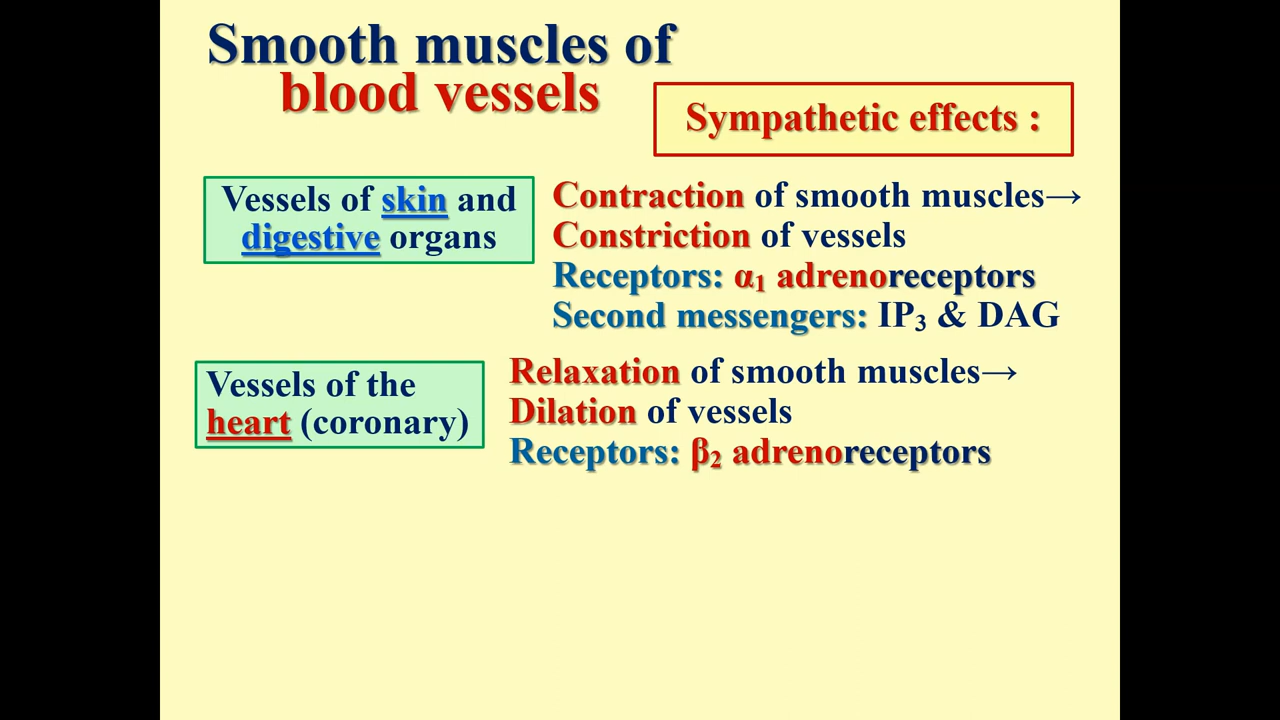 Smooth muscles of
blood vessels
Sympathetic effects :
Vessels of skin and
digestive organs
Contraction of smooth muscles→
Constriction of vessels
Receptors: α₁ adrenoreceptors
Second messengers: IP₃ & DAG
Vessels of the
heart (coronary)
Relaxation of smooth muscles→
Dilation of vessels
Receptors: β₂ adrenoreceptors